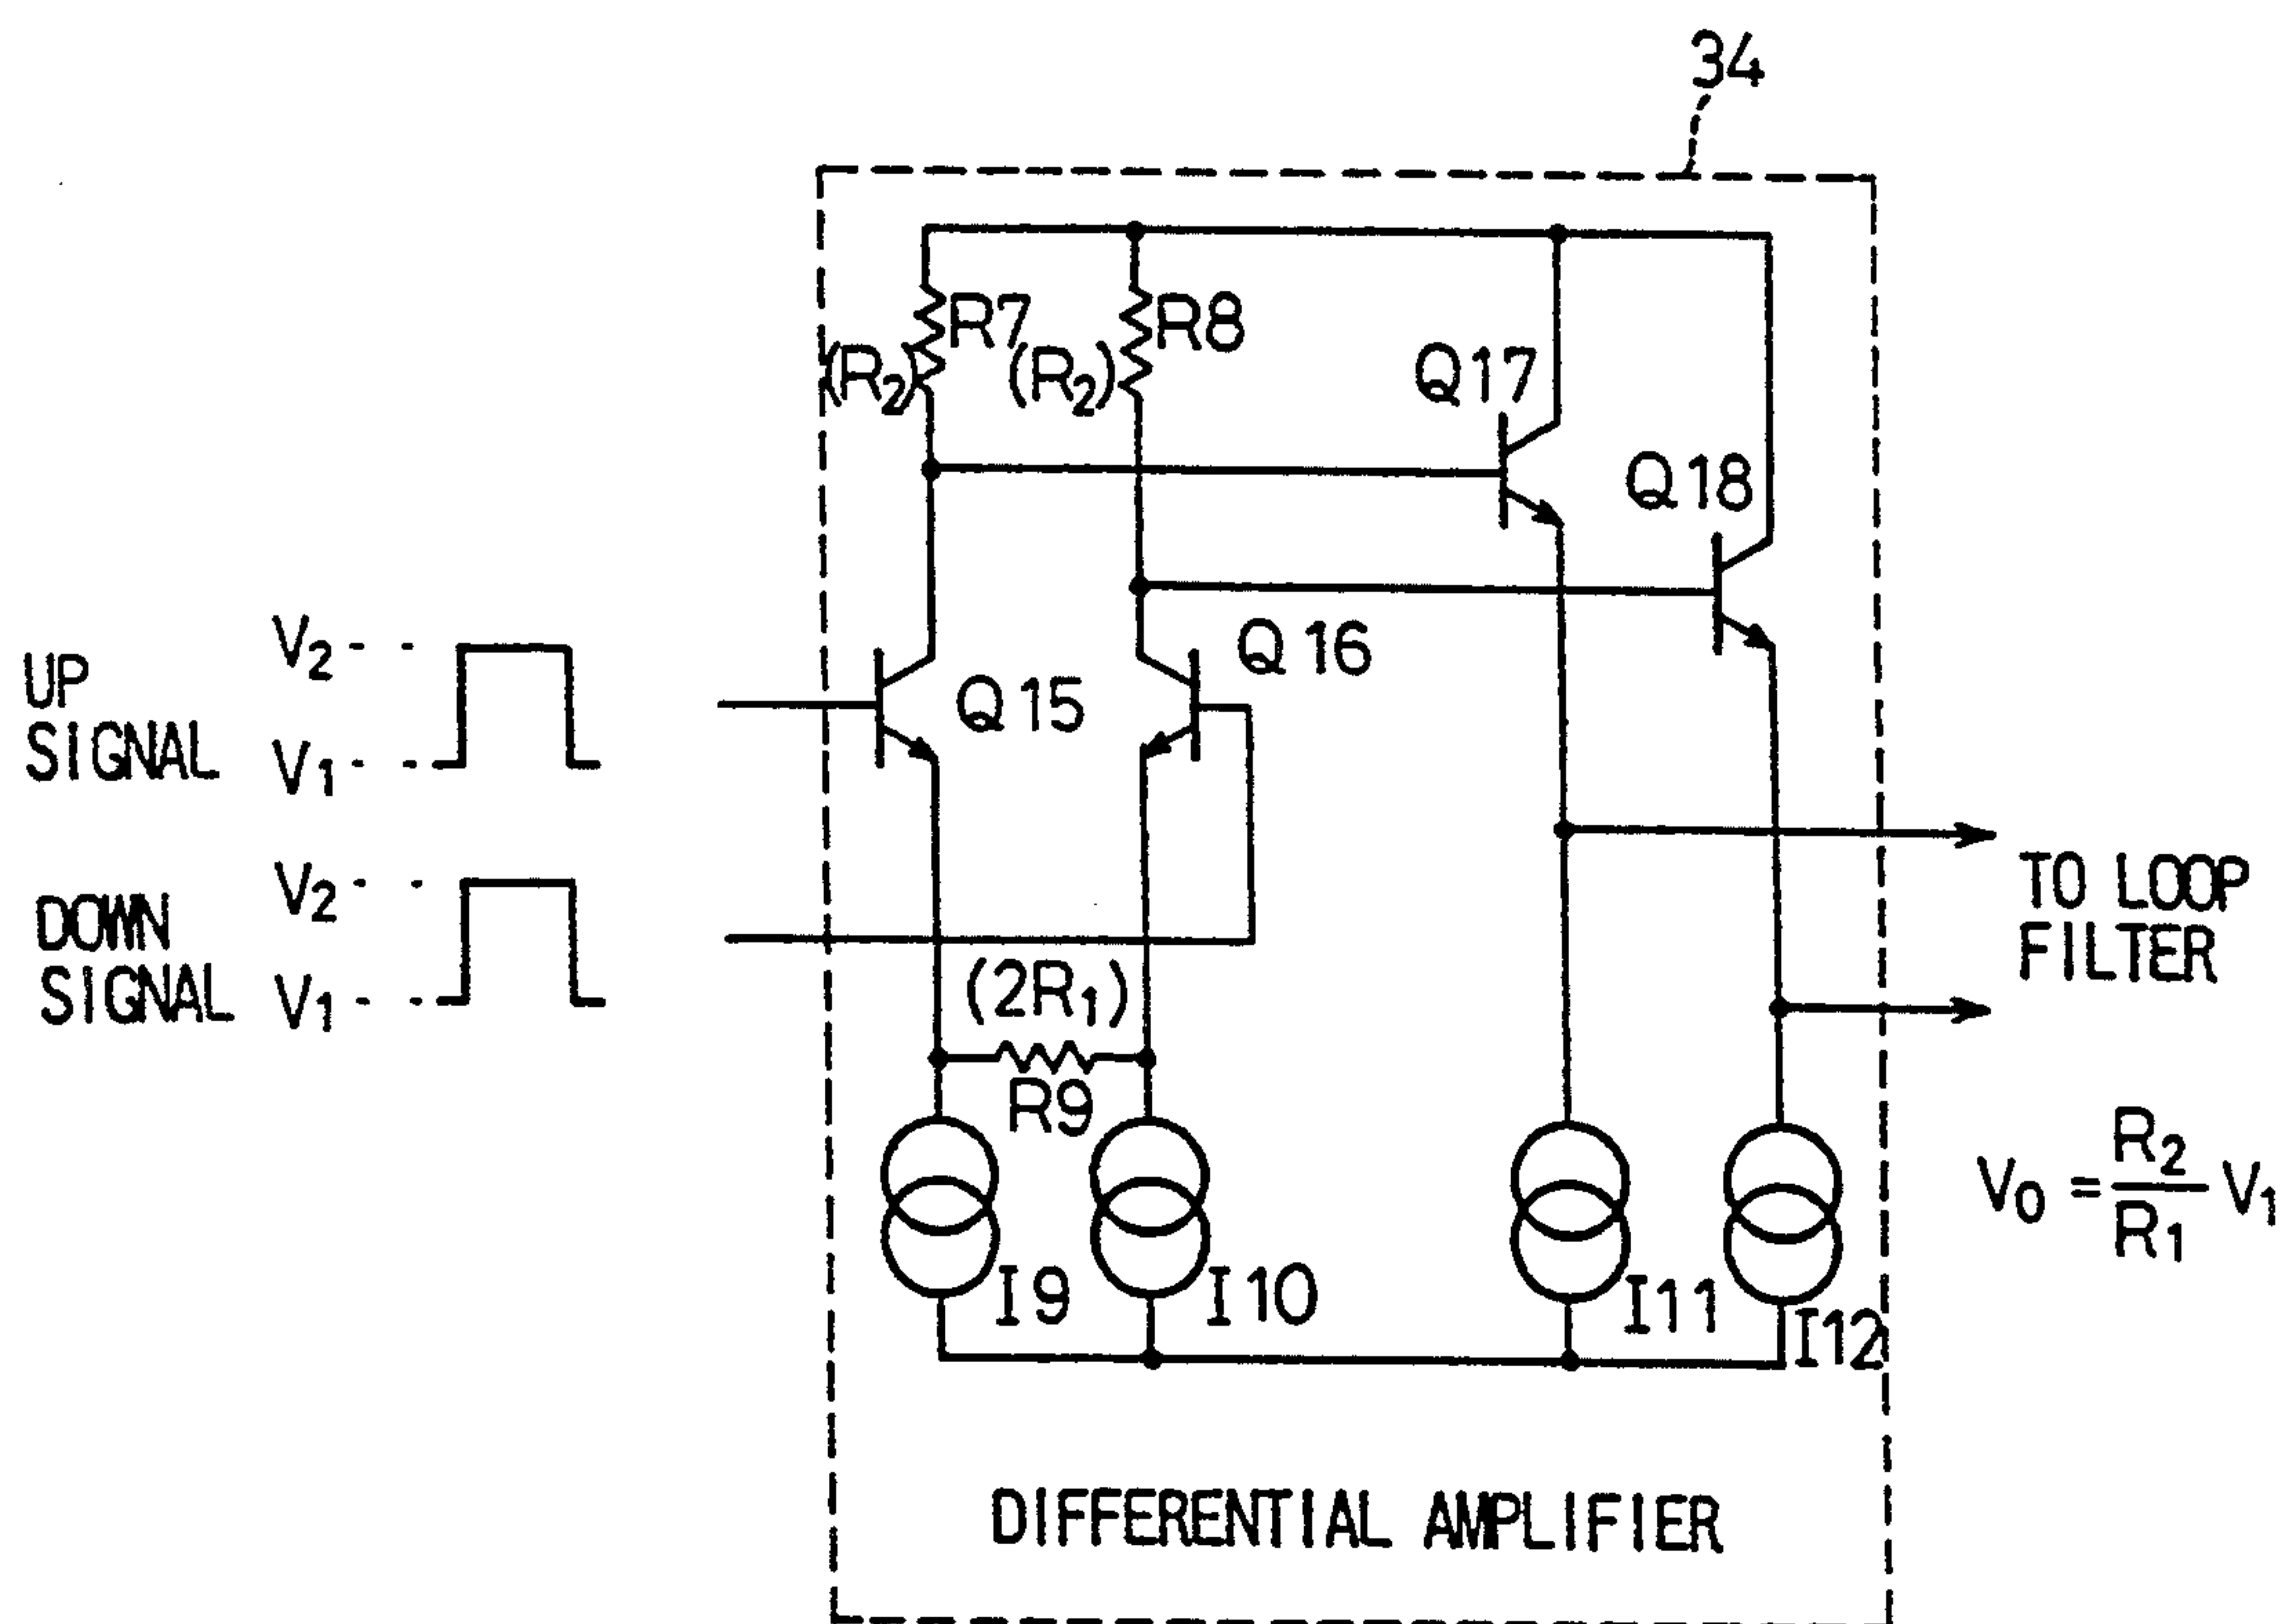 34
R7
(R₂)
R8
(R₂)
Q17
Q18
Q16
Q15
UP
SIGNAL
V₂
V₁
DOWN
SIGNAL
V₂
V₁
TO LOOP
FILTER
(2R₁)
R9
V₀ = R₂/R₁ V₁
I9
I10
I11
I12
DIFFERENTIAL AMPLIFIER